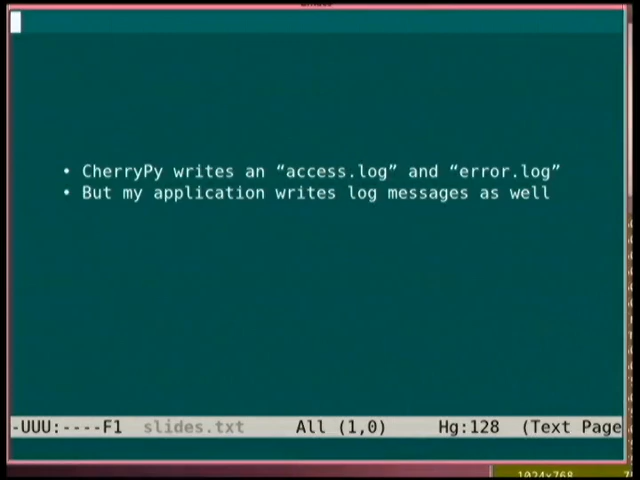 • CherryPy writes an “access.log” and “error.log”
• But my application writes log messages as well
-UUU:----F1 slides.txt All (1,0) Hg:128 (Text Page
1024x768